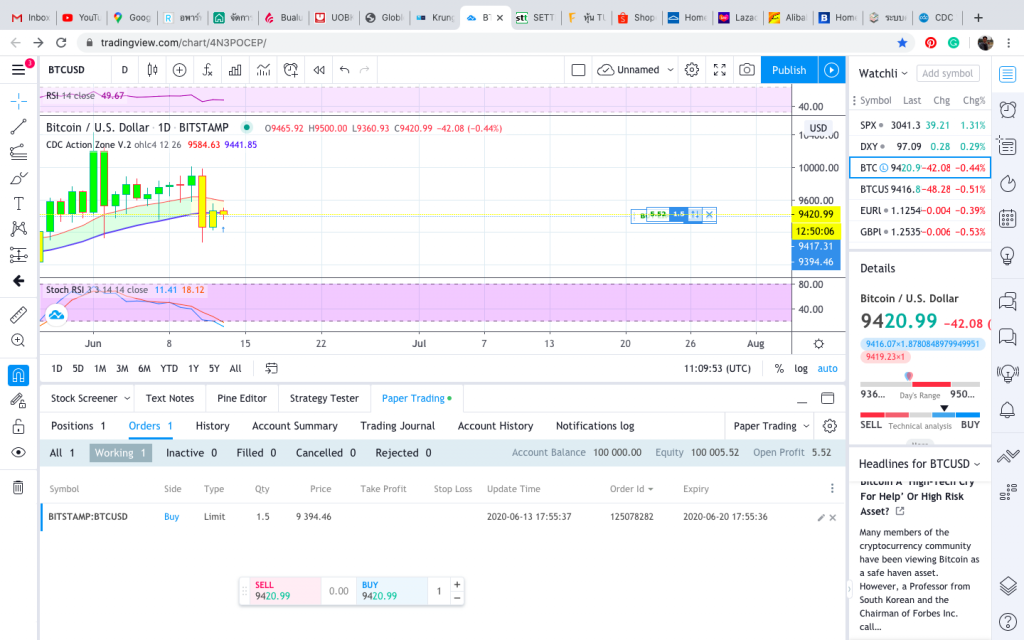 Inbox YouTu Goog อพาร์ จัดกา Bualu UOBF Globl Krung BT SETT หุ้น TL Shop Home Lazad Aliba Home ระบบ CDC
tradingview.com/chart/4N3POCEP/
3 BTCUSD D Unnamed Publish
Watchli Add symbol
Symbol Last Chg Chg%
SPX 3041.3 39.21 1.31%
DXY 97.09 0.28 0.29%
BTC 9420.9 −42.08 −0.44%
BTCUS 9416.8 −48.28 −0.51%
EURl 1.1254 −0.004 −0.39%
GBPl 1.2535 −0.006 −0.53%
RSI 14 close 49.67
40.00
Bitcoin / U.S. Dollar 1D BITSTAMP O9465.92 H9500.00 L9360.93 C9420.99 −42.08 (−0.44%)
CDC Action Zone V.2 ohlc4 12 26 9584.63 9441.85
USD
10400.00
10000.00
9600.00
5.52 1.5
9420.99
12:50:06
9417.31
9394.46
Stoch RSI 3 3 14 14 close 11.41 18.12
80.00
40.00
Jun 8 15 22 Jul 7 13 20 26 Aug
1D 5D 1M 3M 6M YTD 1Y 5Y All 11:09:53 (UTC) % log auto
Stock Screener Text Notes Pine Editor Strategy Tester Paper Trading
Positions 1 Orders 1 History Account Summary Trading Journal Account History Notifications log Paper Trading
All 1 Working 1 Inactive 0 Filled 0 Cancelled 0 Rejected 0 Account Balance 100 000.00 Equity 100 005.52 Open Profit 5.52
Symbol Side Type Qty Price Take Profit Stop Loss Update Time Order Id Expiry
BITSTAMP:BTCUSD Buy Limit 1.5 9 394.46 2020-06-13 17:55:37 125078282 2020-06-20 17:55:36
SELL 0.00 BUY 1
9420.99 9420.99
Details
Bitcoin / U.S. Dollar
9420.99 −42.08 (
9416.07×1.8780848979949951
9419.23×1
936... Day's Range 950...
SELL Technical analysis BUY
More
Headlines for BTCUSD
Bitcoin A 'High-Tech Cry
For Help' Or High Risk
Asset?
Many members of the
cryptocurrency community
have been viewing Bitcoin as
a safe haven asset.
However, a Professor from
South Korean and the
Chairman of Forbes Inc.
call...